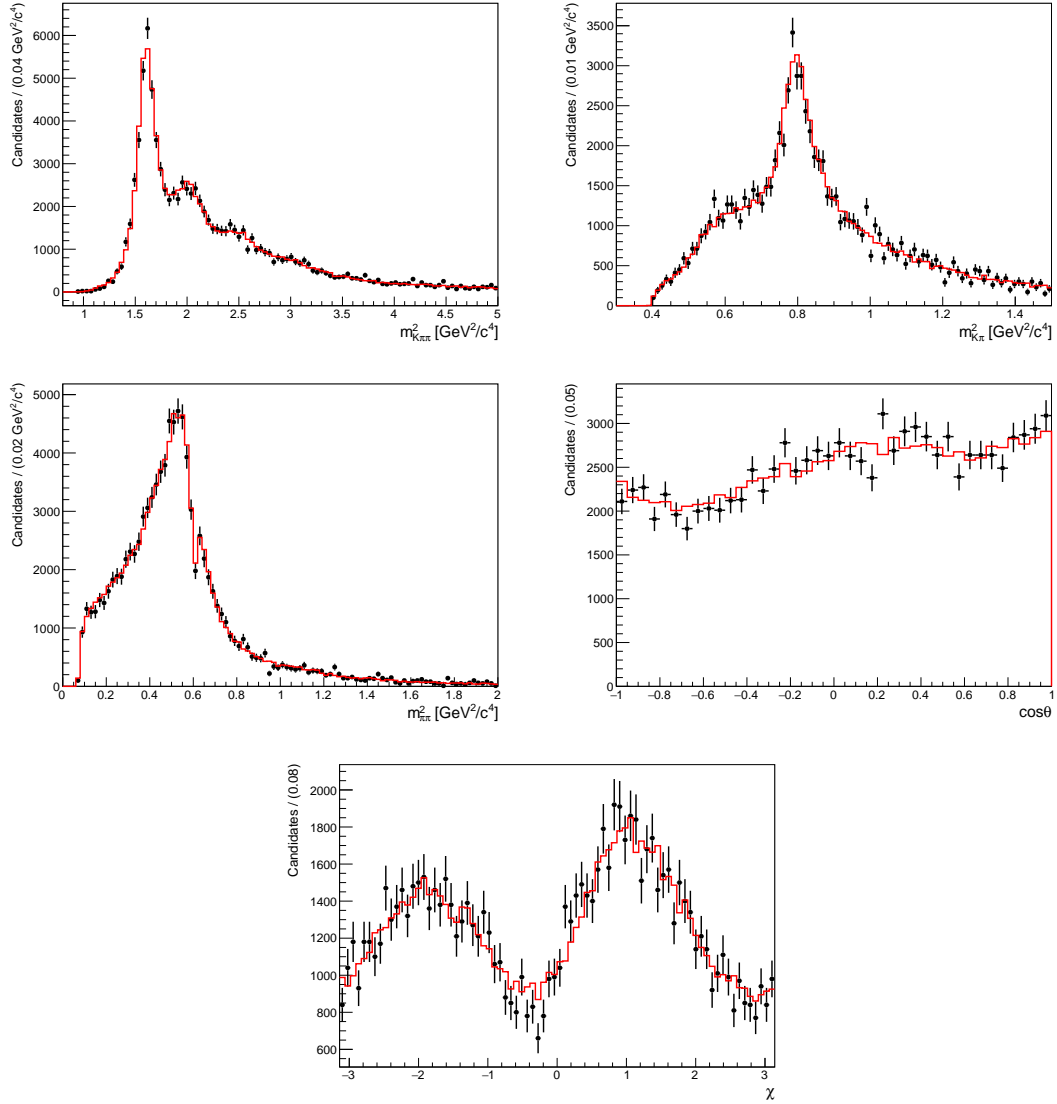 Candidates / (0.04 GeV²/c⁴)
6000
5000
4000
3000
2000
1000
0
1 1.5 2 2.5 3 3.5 4 4.5 5
m²Kππ [GeV²/c⁴]
Candidates / (0.01 GeV²/c⁴)
3500
3000
2500
2000
1500
1000
500
0
0.4 0.6 0.8 1 1.2 1.4
m²Kπ [GeV²/c⁴]
Candidates / (0.02 GeV²/c⁴)
5000
4000
3000
2000
1000
0
0 0.2 0.4 0.6 0.8 1 1.2 1.4 1.6 1.8 2
m²ππ [GeV²/c⁴]
Candidates / (0.05)
3000
2500
2000
1500
1000
500
0
−1 −0.8 −0.6 −0.4 −0.2 0 0.2 0.4 0.6 0.8 1
cosθ
Candidates / (0.08)
2000
1800
1600
1400
1200
1000
800
600
−3 −2 −1 0 1 2 3
χ